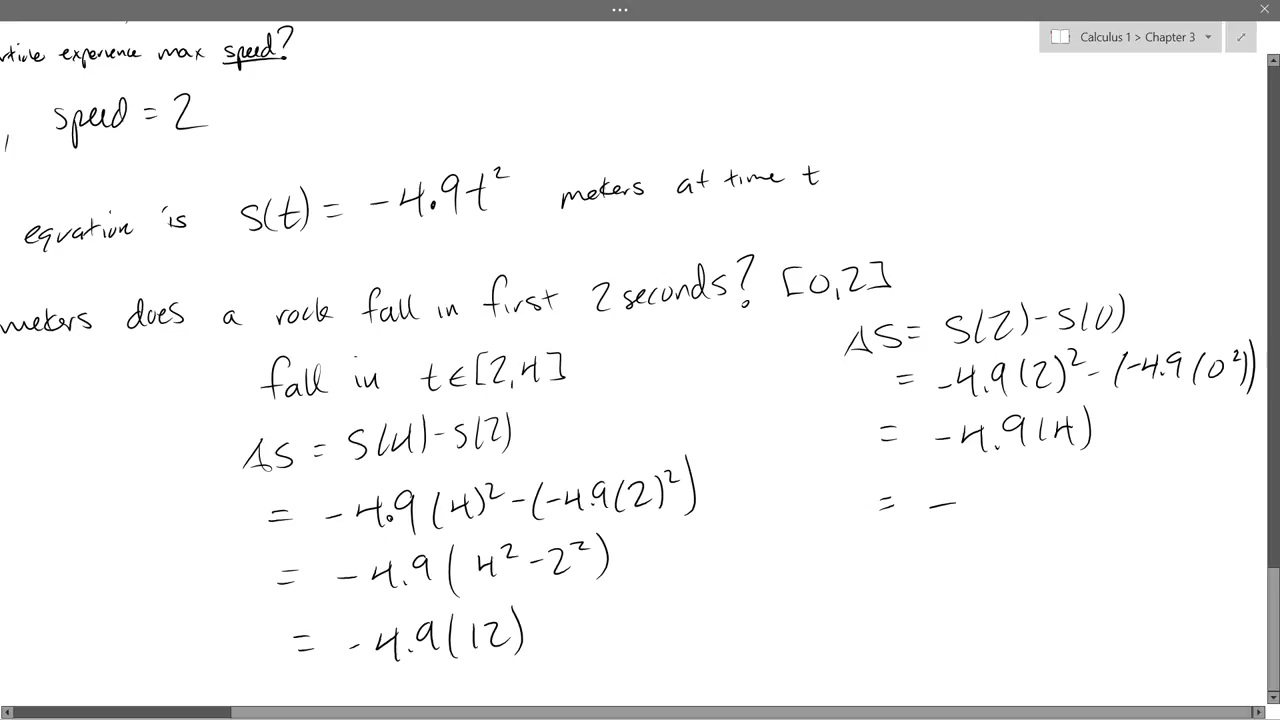 Calculus 1 > Chapter 3
experience max speed?
speed = 2
equation is s(t) = -4.9t² meters at time t
meters does a rock fall in first 2 seconds? [0,2]
fall in t∈[2,4]
ΔS = S(4)-S(2)
= -4.9(4)²-(-4.9(2)²)
= -4.9(4²-2²)
= -4.9(12)
ΔS = S(2)-S(0)
= -4.9(2)²-(-4.9(0²))
= -4.9(4)
= -